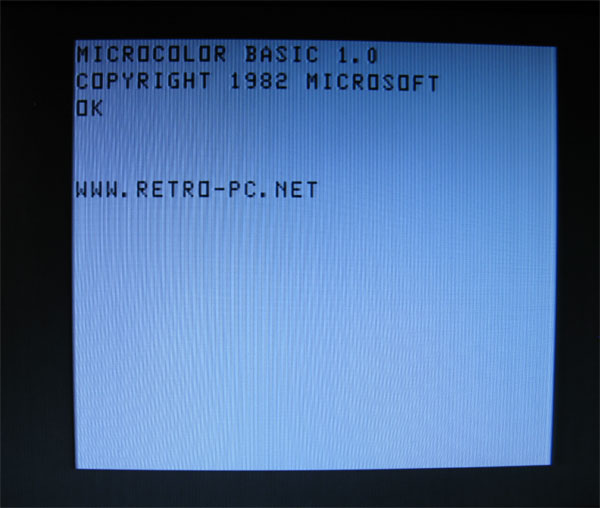 MICROCOLOR BASIC 1.0
COPYRIGHT 1982 MICROSOFT
OK
WWW.RETRO-PC.NET